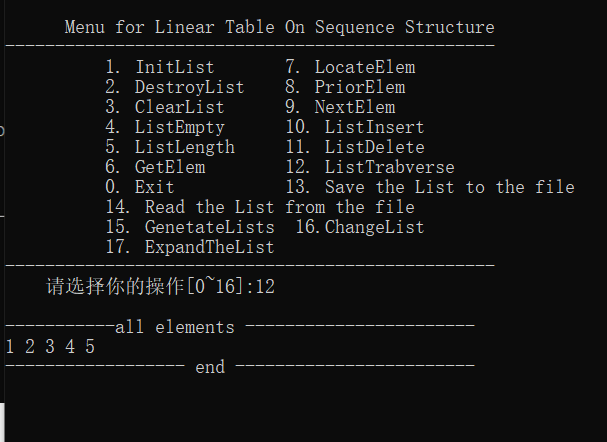 Menu for Linear Table On Sequence Structure
-------------------------------------------------
1. InitList 7. LocateElem
2. DestroyList 8. PriorElem
3. ClearList 9. NextElem
4. ListEmpty 10. ListInsert
5. ListLength 11. ListDelete
6. GetElem 12. ListTrabverse
0. Exit 13. Save the List to the file
14. Read the List from the file
15. GenetateLists 16.ChangeList
17. ExpandTheList
-------------------------------------------------
请选择你的操作[0~16]:12
-----------all elements -----------------------
1 2 3 4 5
------------------ end ------------------------